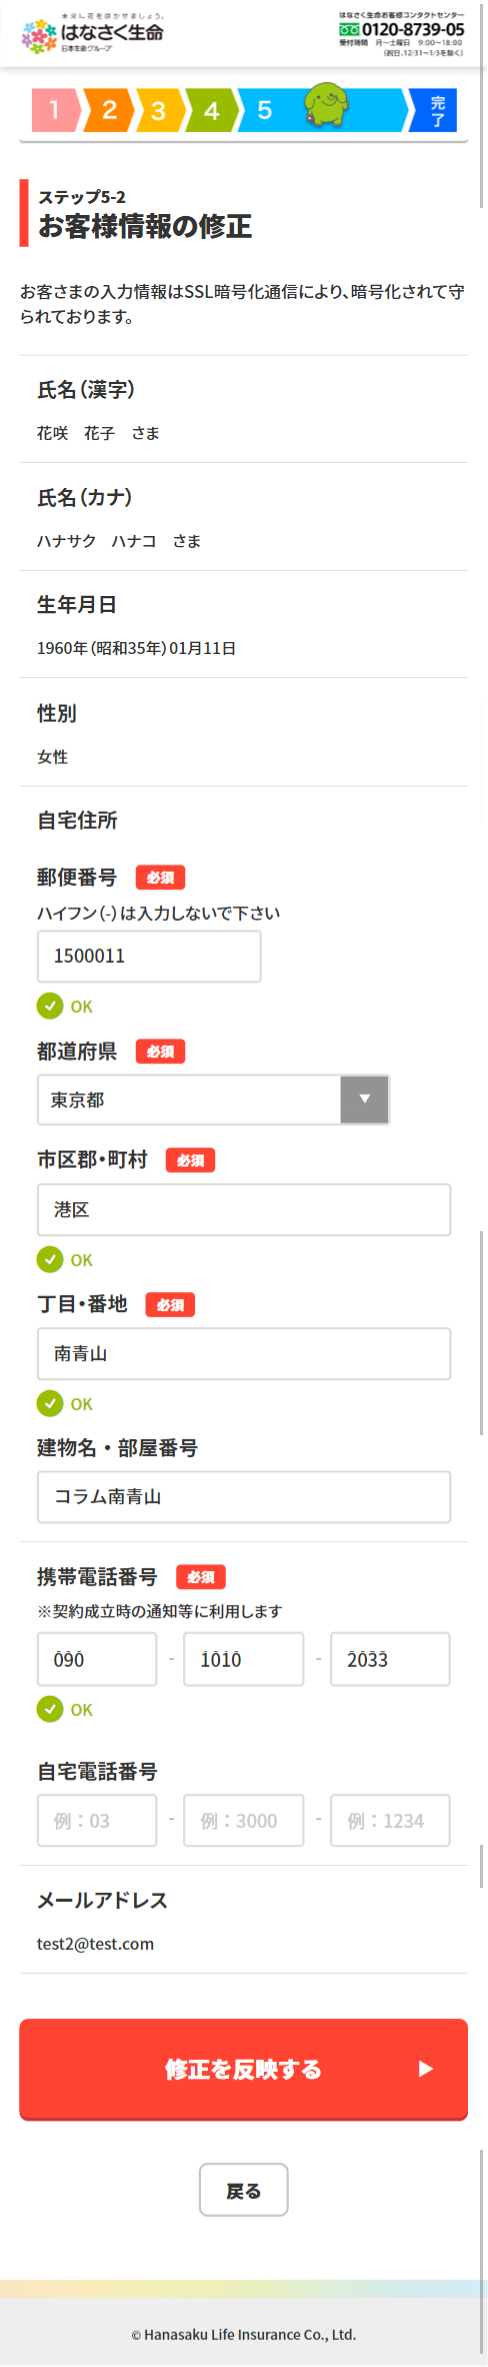 未来に花を咲かせましょう。
はなさく生命
日本生命グループ
はなさく生命お客様コンタクトセンター
0120-8739-05
受付時間 月~土曜日 9:00~18:00
(祝日、12/31~1/3を除く)
1 2 3 4 5 完了
ステップ5-2
お客様情報の修正
お客さまの入力情報はSSL暗号化通信により、暗号化されて守
られております。
氏名(漢字)
花咲 花子 さま
氏名(カナ)
ハナサク ハナコ さま
生年月日
1960年(昭和35年)01月11日
性別
女性
自宅住所
郵便番号 必須
ハイフン(-)は入力しないで下さい
1500011
OK
都道府県 必須
東京都 ▼
市区郡・町村 必須
港区
OK
丁目・番地 必須
南青山
OK
建物名・部屋番号
コラム南青山
携帯電話番号 必須
※契約成立時の通知等に利用します
090 - 1010 - 2033
OK
自宅電話番号
例：03 - 例：3000 - 例：1234
メールアドレス
test2@test.com
修正を反映する ▶
戻る
© Hanasaku Life Insurance Co., Ltd.